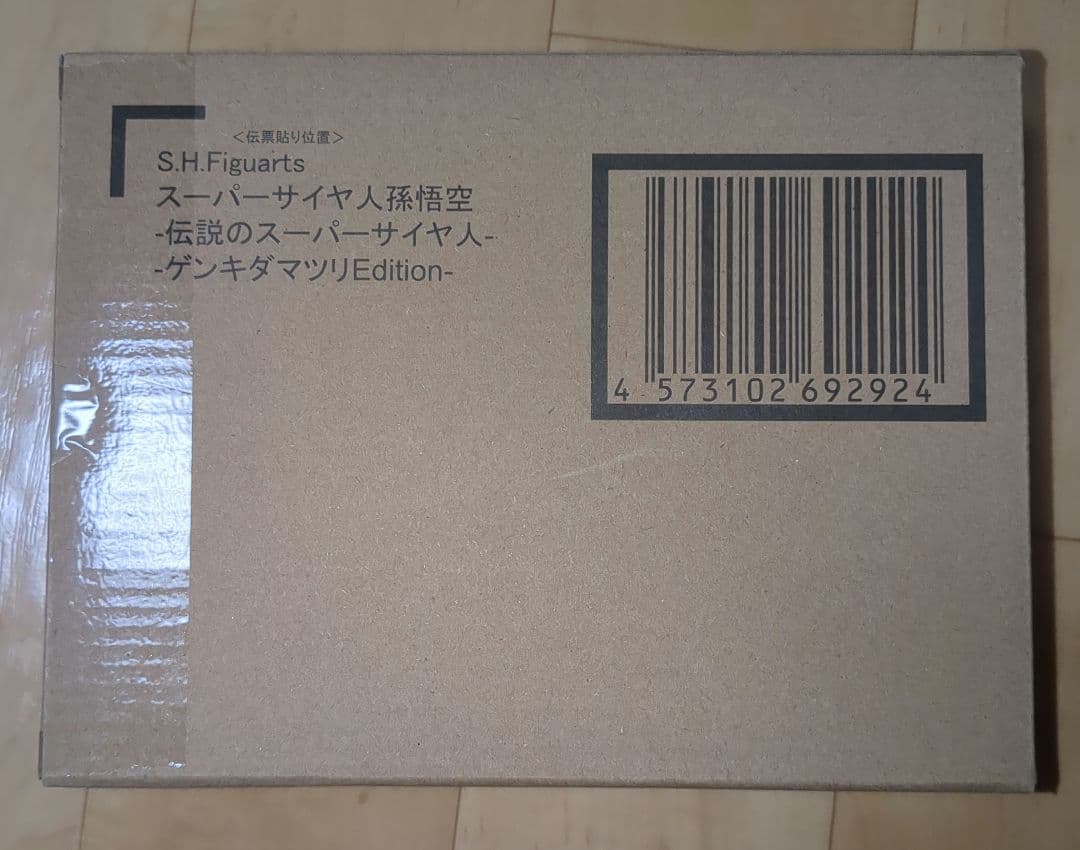 ＜伝票貼り位置＞
S.H.Figuarts
スーパーサイヤ人孫悟空
-伝説のスーパーサイヤ人-
-ゲンキダマツリEdition-
4 573102 692924